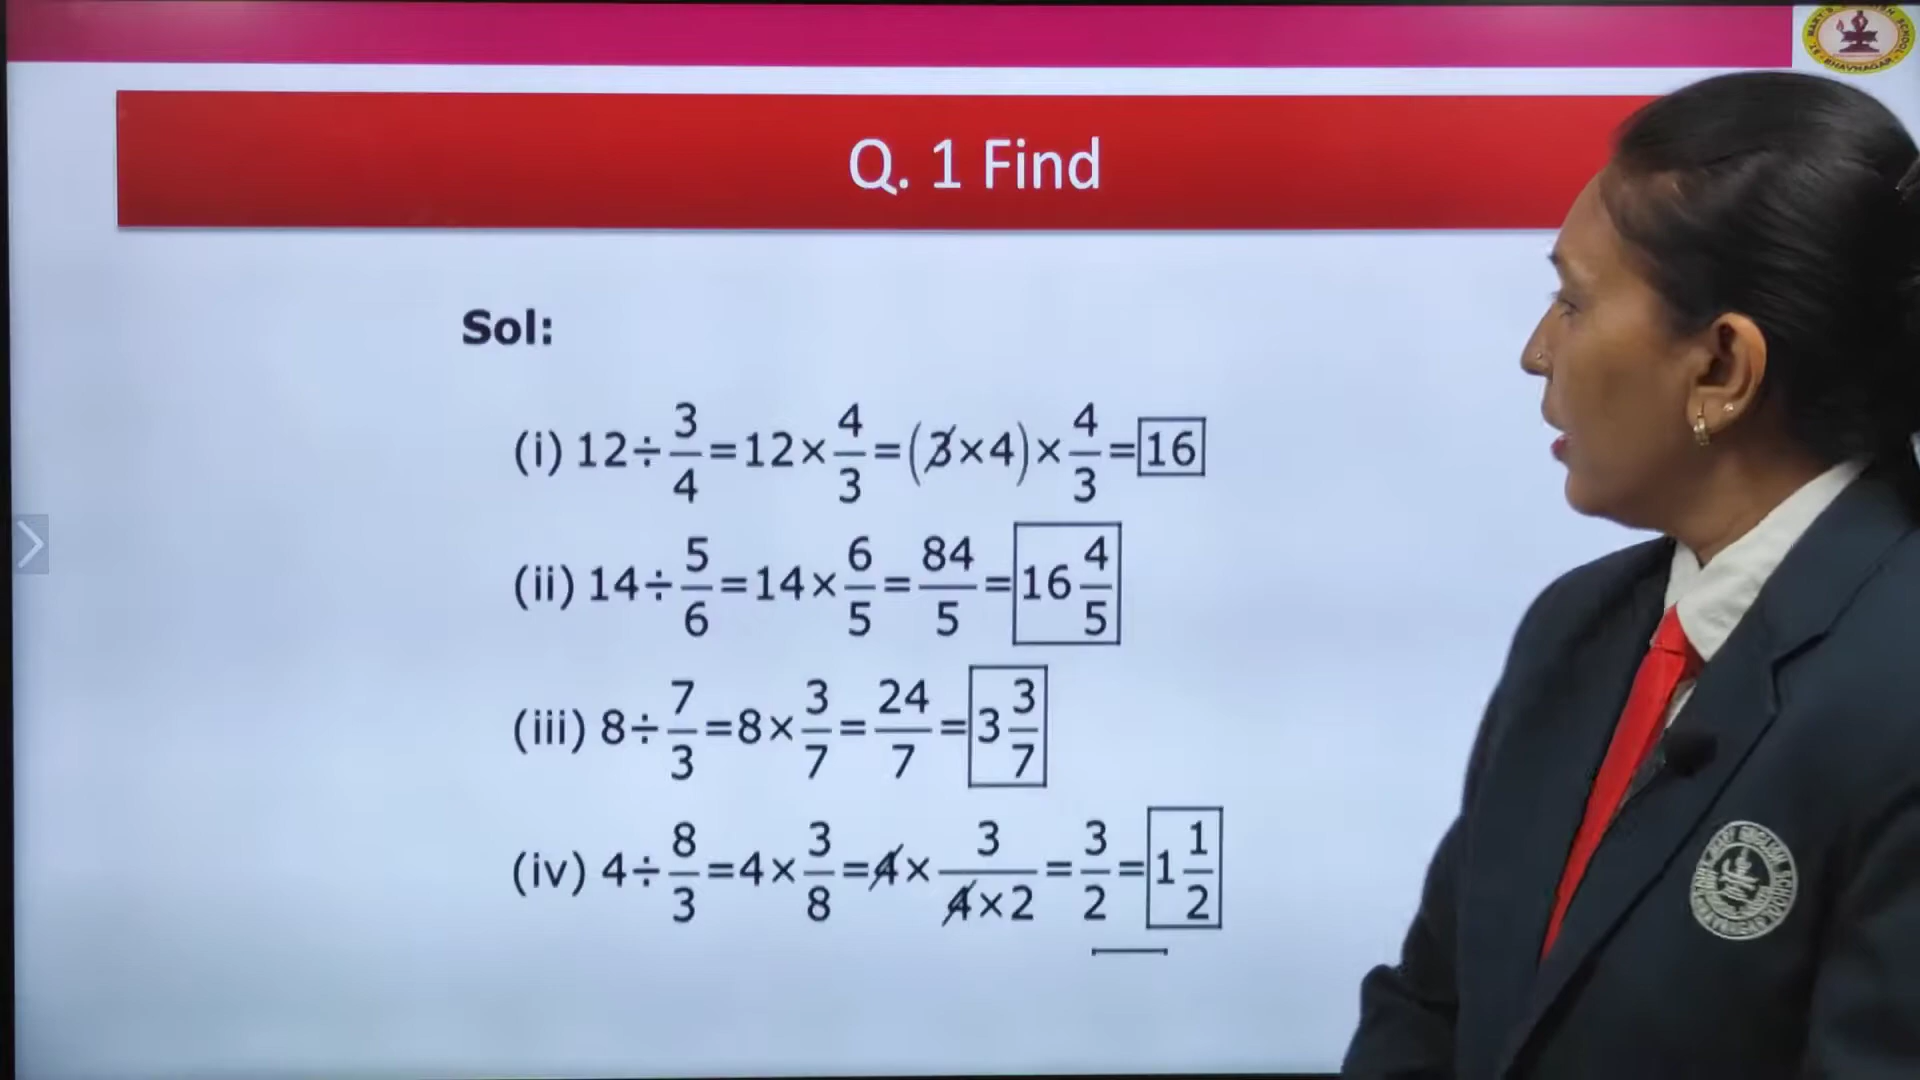 Q. 1 Find
Sol:
(i) 12 ÷ 3/4 = 12 × 4/3 = (3 × 4) × 4/3 = 16
(ii) 14 ÷ 5/6 = 14 × 6/5 = 84/5 = 16 4/5
(iii) 8 ÷ 7/3 = 8 × 3/7 = 24/7 = 3 3/7
(iv) 4 ÷ 8/3 = 4 × 3/8 = 4 × 3/(4 × 2) = 3/2 = 1 1/2
SCHOOL
BHAVNAGAR